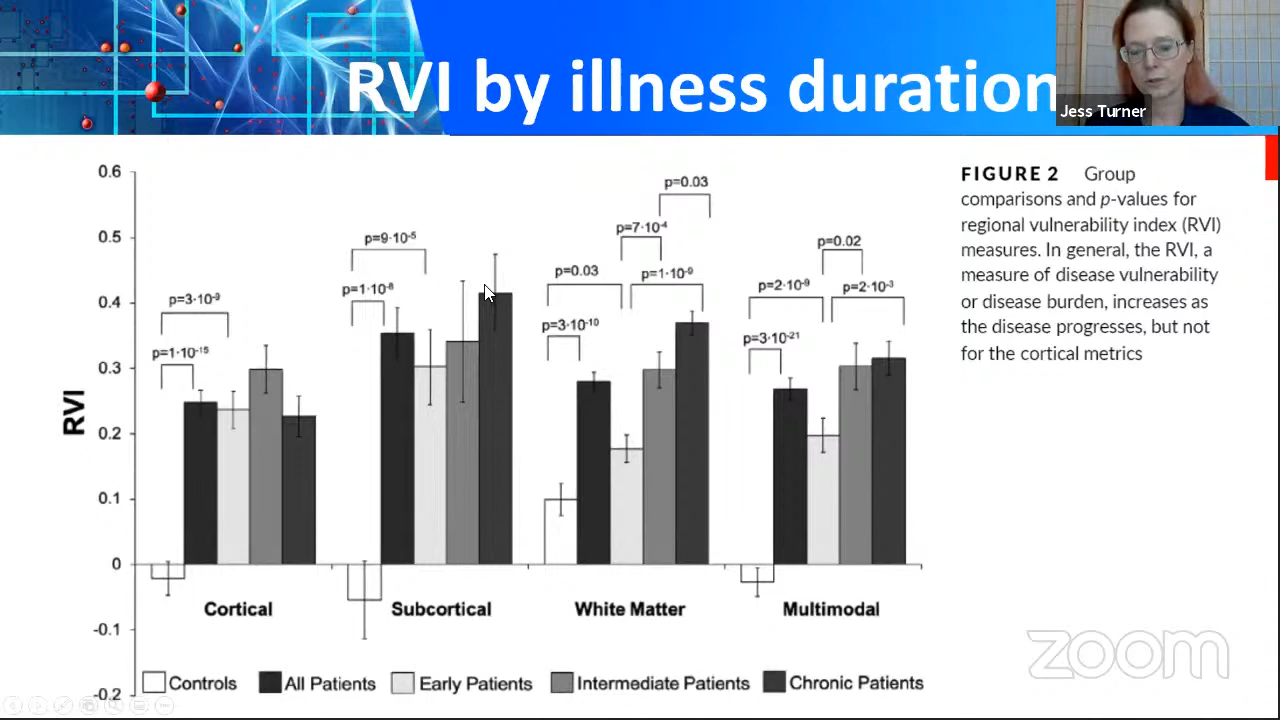 RVI by illness duration
Jess Turner
FIGURE 2 Group
comparisons and p-values for
regional vulnerability index (RVI)
measures. In general, the RVI, a
measure of disease vulnerability
or disease burden, increases as
the disease progresses, but not
for the cortical metrics
RVI
0.6
0.5
0.4
0.3
0.2
0.1
0
-0.1
-0.2
p=3·10-9
p=1·10-15
p=9·10-5
p=1·10-8
p=0.03
p=7·10-4
p=0.03
p=1·10-9
p=3·10-10
p=0.02
p=2·10-9
p=2·10-3
p=3·10-21
Cortical
Subcortical
White Matter
Multimodal
Controls
All Patients
Early Patients
Intermediate Patients
Chronic Patients
zoom